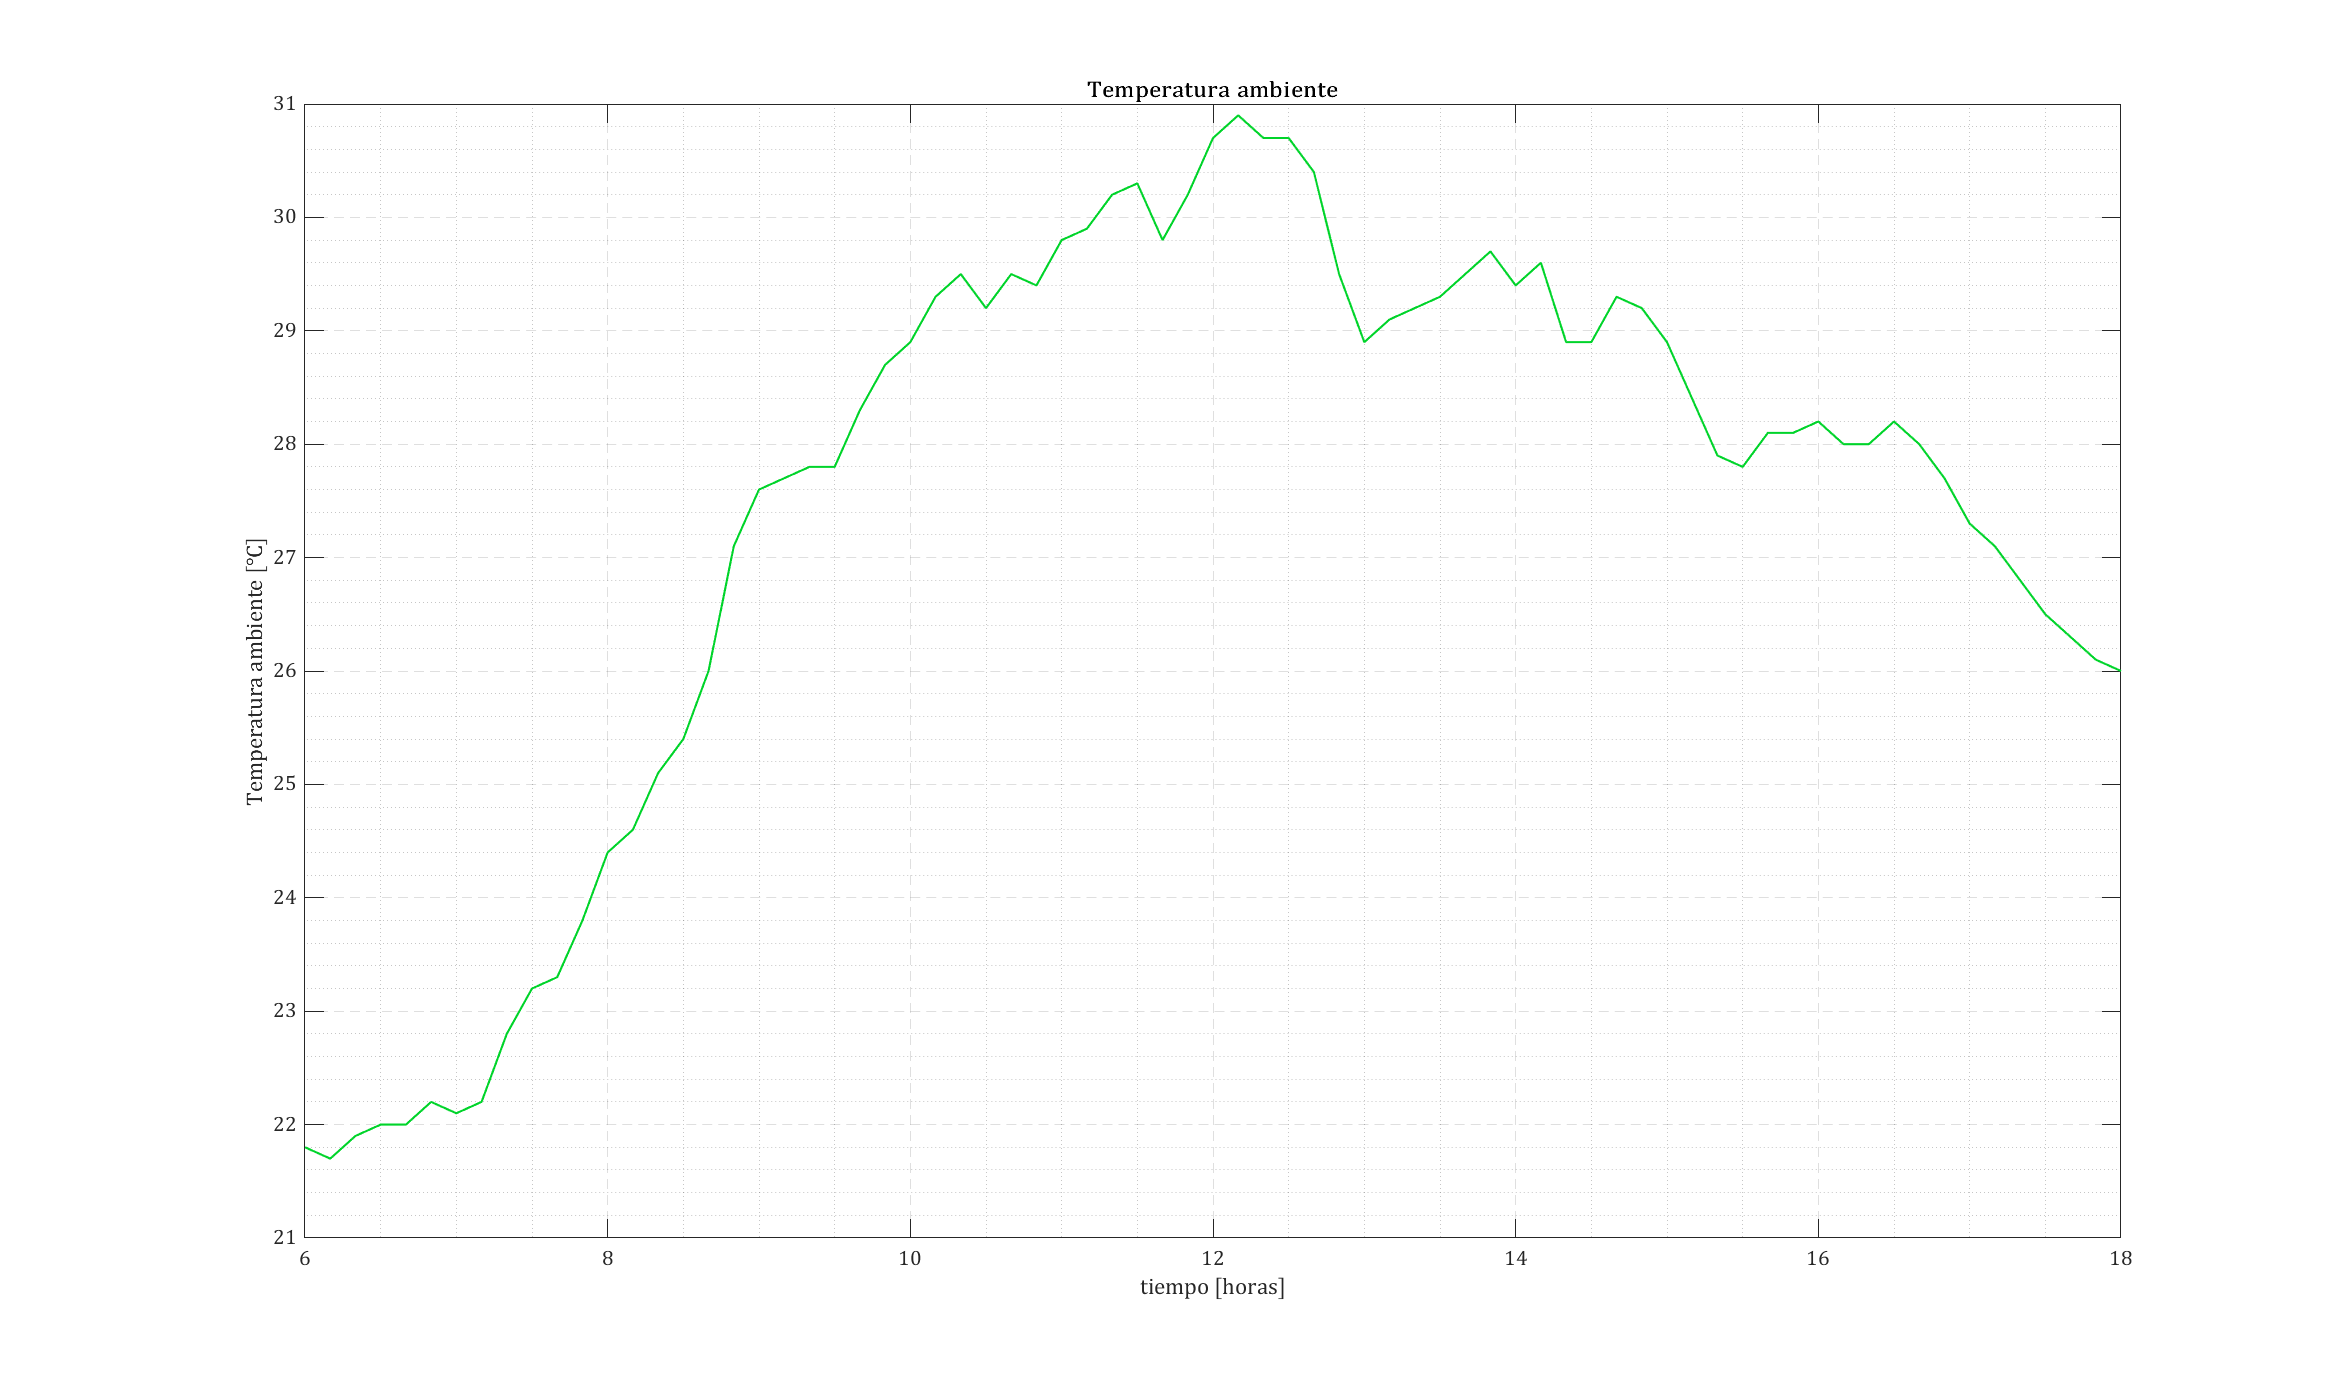 Temperatura ambiente
31
30
29
28
27
26
25
24
23
22
21
Temperatura ambiente [°C]
6 8 10 12 14 16 18
tiempo [horas]